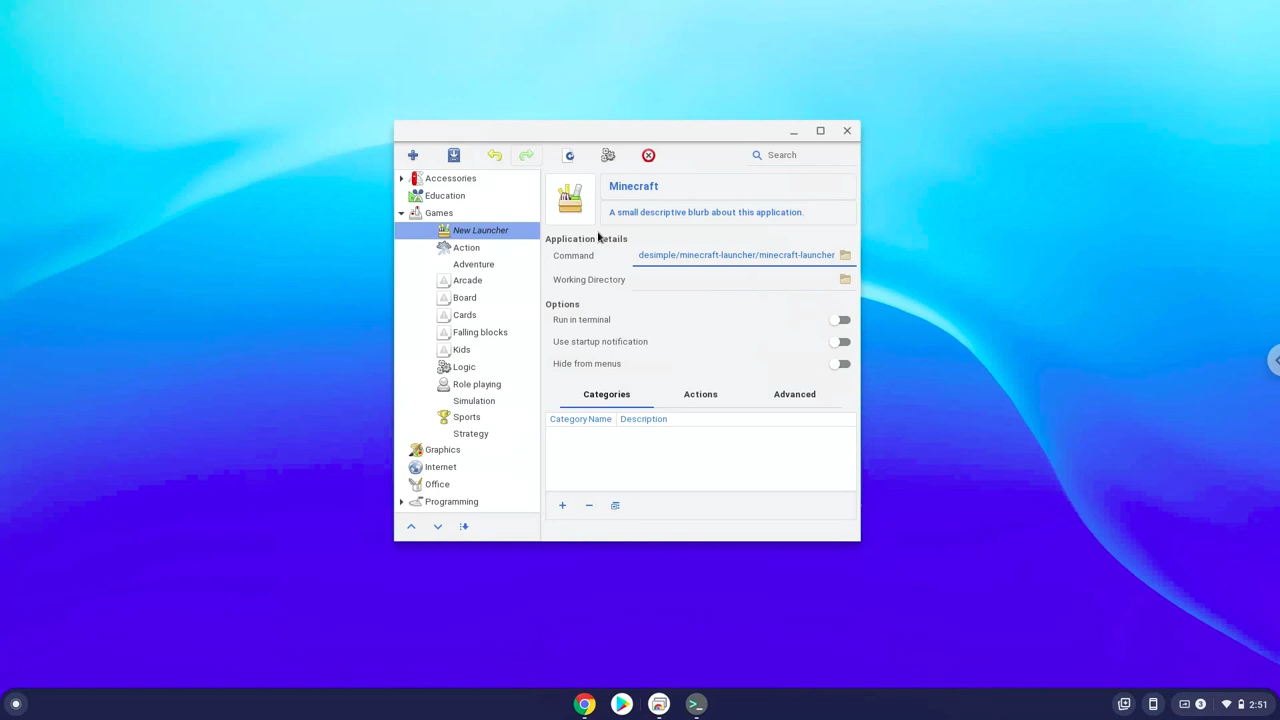 Search
Accessories
Education
Games
New Launcher
Action
Adventure
Arcade
Board
Cards
Falling blocks
Kids
Logic
Role playing
Simulation
Sports
Strategy
Graphics
Internet
Office
Programming
Minecraft
A small descriptive blurb about this application.
Application Details
Command desimple/minecraft-launcher/minecraft-launcher
Working Directory
Options
Run in terminal
Use startup notification
Hide from menus
Categories Actions Advanced
Category Name Description
3 2:51